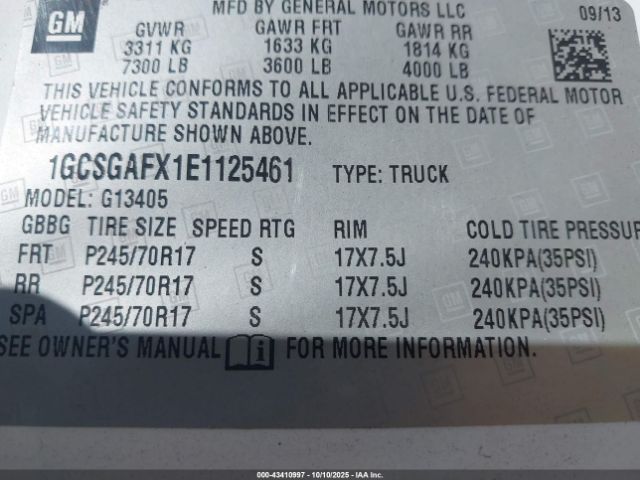 MFD BY GENERAL MOTORS LLC
GM
09/13
GVWR GAWR FRT GAWR RR
3311 KG 1633 KG 1814 KG
7300 LB 3600 LB 4000 LB
THIS VEHICLE CONFORMS TO ALL APPLICABLE U.S. FEDERAL MOTOR
VEHICLE SAFETY STANDARDS IN EFFECT ON THE DATE OF
MANUFACTURE SHOWN ABOVE.
1GCSGAFX1E1125461 TYPE: TRUCK
MODEL: G13405
GBBG TIRE SIZE SPEED RTG RIM COLD TIRE PRESSUR
FRT P245/70R17 S 17X7.5J 240KPA(35PSI)
RR P245/70R17 S 17X7.5J 240KPA(35PSI)
SPA P245/70R17 S 17X7.5J 240KPA(35PSI)
SEE OWNER'S MANUAL FOR MORE INFORMATION.
000-43410997 - 10/10/2025 - IAA Inc.